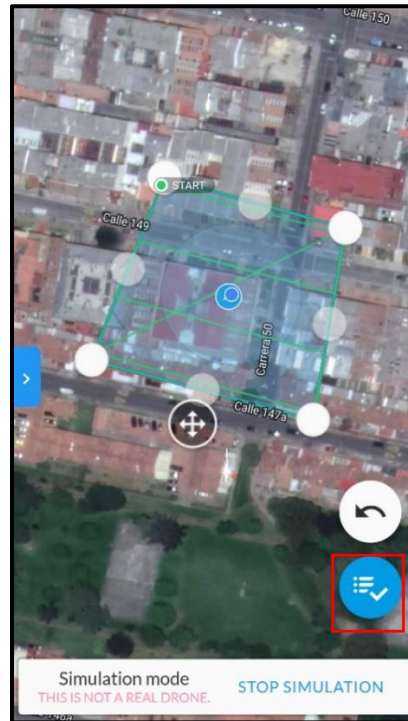 Calle 150
START
Calle 149
Carrera 50
Calle 147a
Simulation mode
THIS IS NOT A REAL DRONE.
STOP SIMULATION